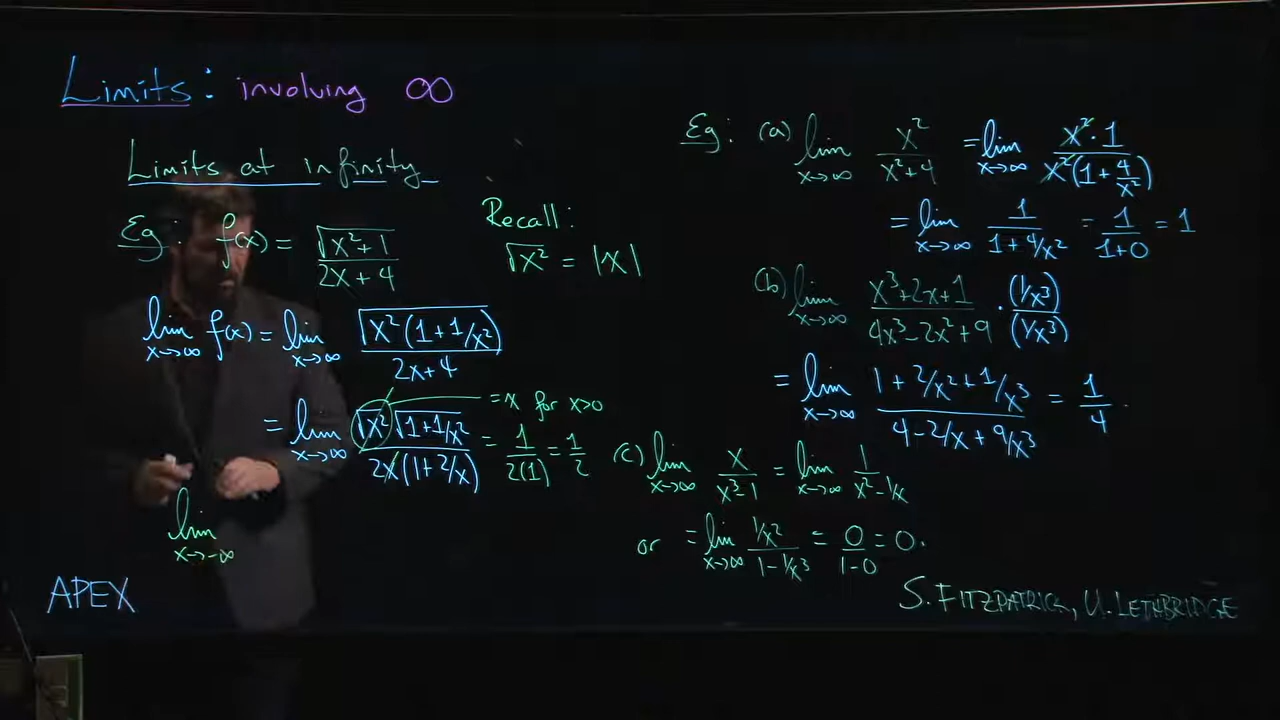 Limits: involving ∞
Limits at infinity
Eg: f(x) = √(x²+1) / (2x+4)
Recall:
√x² = |x|
lim x→∞ f(x) = lim x→∞ √(x²(1+1/x²)) / (2x+4)
= lim x→∞ √x² √(1+1/x²) / (2x(1+2/x)) = 1/(2(1)) = 1/2
= x for x>0
lim x→-∞
APEX
Eg: (a) lim x→∞ x²/(x²+4) = lim x→∞ x²·1 / (x²(1+4/x²))
= lim x→∞ 1/(1+4/x²) = 1/(1+0) = 1
(b) lim x→∞ (x³+2x+1)/(4x³-2x²+9) · (1/x³)/(1/x³)
= lim x→∞ (1+2/x²+1/x³)/(4-2/x+9/x³) = 1/4.
(c) lim x→∞ x/(x³-1) = lim x→∞ 1/(x²-1/x)
or = lim x→∞ (1/x²)/(1-1/x³) = 0/(1-0) = 0.
S. FITZPATRICK, U. LETHBRIDGE